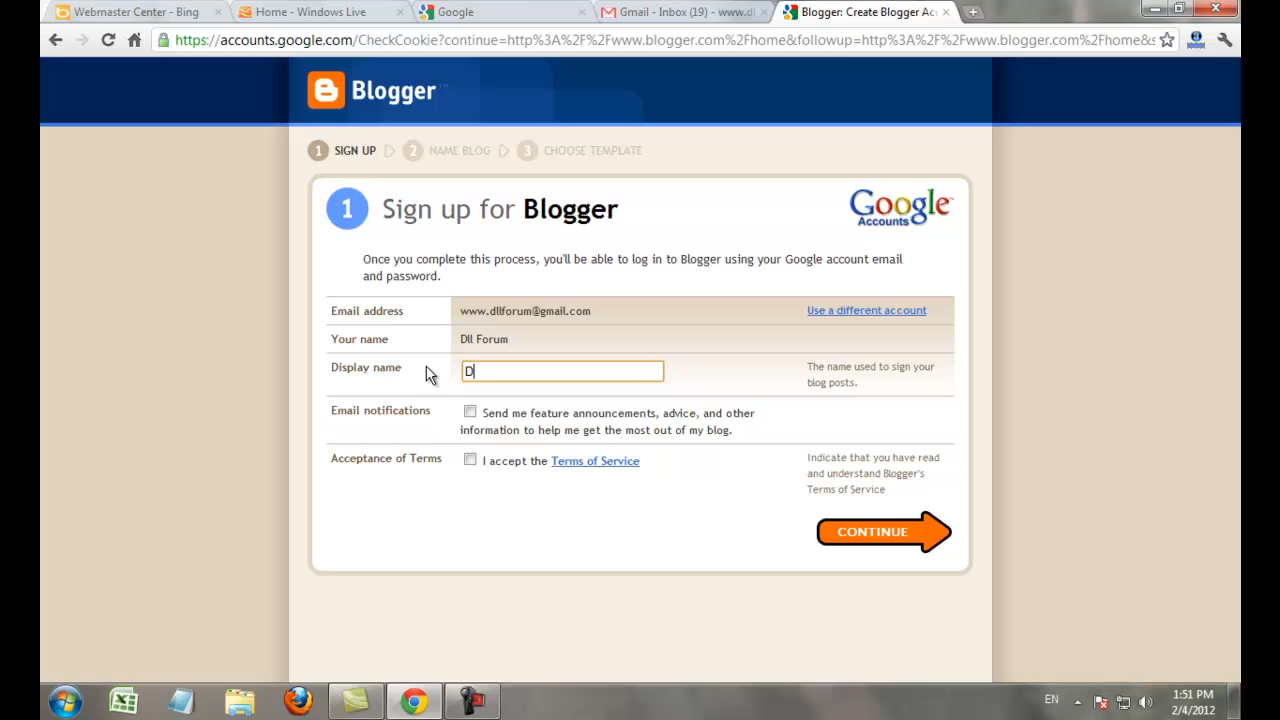 Webmaster Center - Bing
Home - Windows Live
Google
Gmail - Inbox (19) - www.dl
Blogger: Create Blogger Acc
https://accounts.google.com/CheckCookie?continue=http%3A%2F%2Fwww.blogger.com%2Fhome&followup=http%3A%2F%2Fwww.blogger.com%2Fhome&s
Blogger
1 SIGN UP 2 NAME BLOG 3 CHOOSE TEMPLATE
1 Sign up for Blogger
Google
Accounts
Once you complete this process, you'll be able to log in to Blogger using your Google account email
and password.
Email address www.dllforum@gmail.com Use a different account
Your name Dll Forum
Display name D
The name used to sign your
blog posts.
Email notifications Send me feature announcements, advice, and other
information to help me get the most out of my blog.
Acceptance of Terms I accept the Terms of Service
Indicate that you have read
and understand Blogger's
Terms of Service
CONTINUE
EN
1:51 PM
2/4/2012